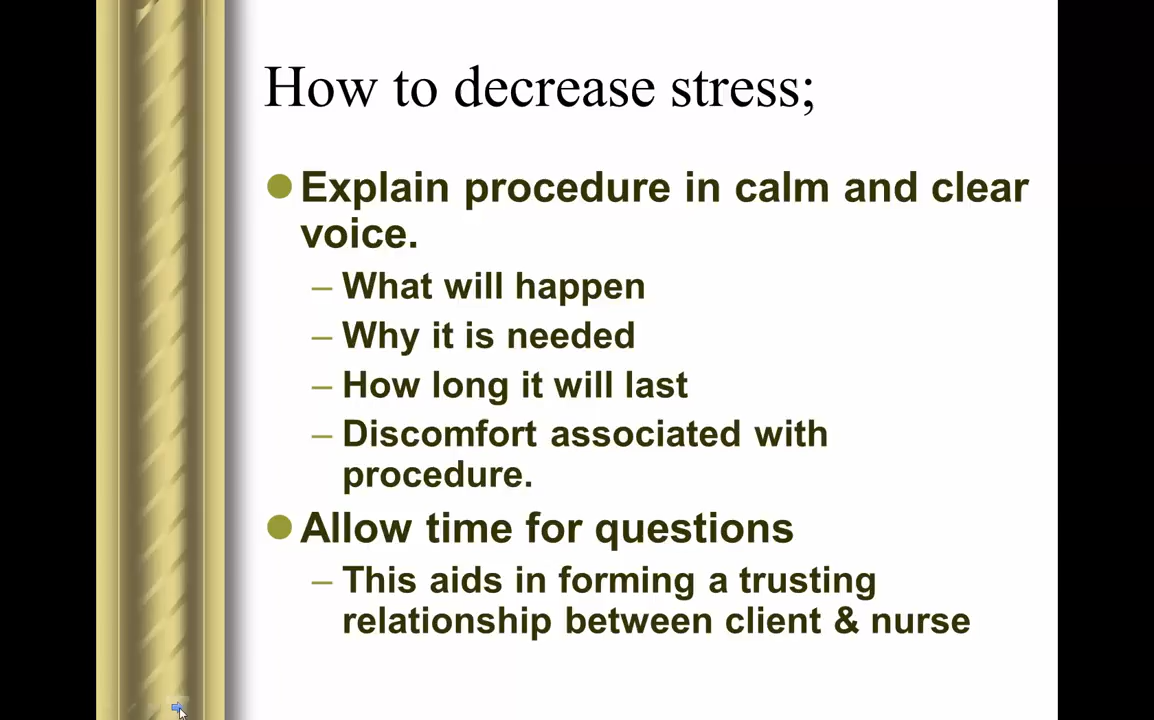 How to decrease stress;
Explain procedure in calm and clear
voice.
– What will happen
– Why it is needed
– How long it will last
– Discomfort associated with
procedure.
Allow time for questions
– This aids in forming a trusting
relationship between client & nurse